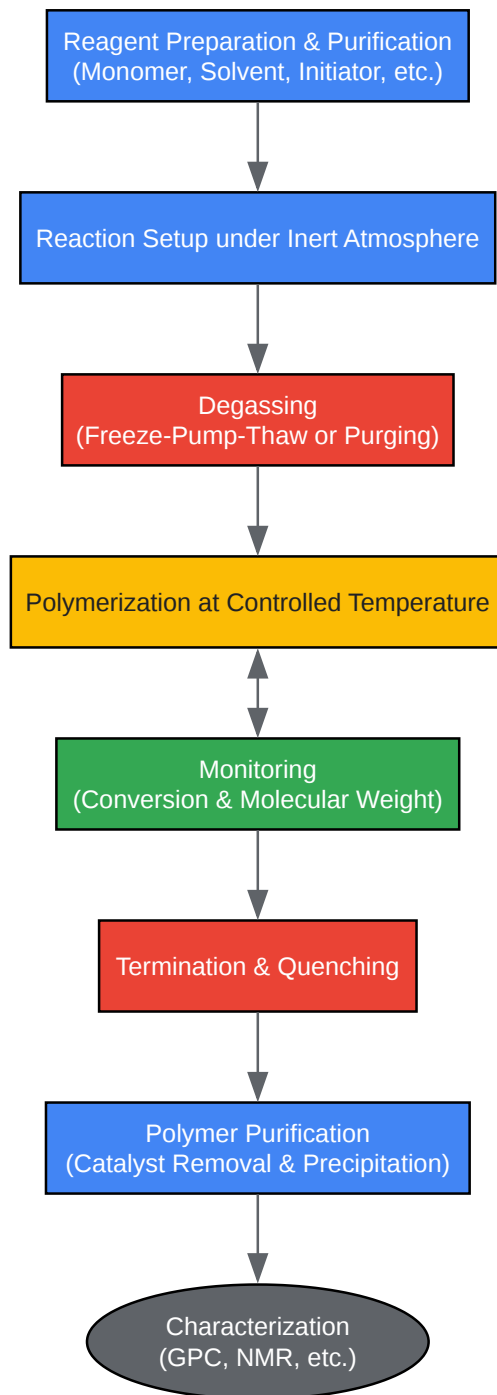 Reagent Preparation & Purification
(Monomer, Solvent, Initiator, etc.)
Reaction Setup under Inert Atmosphere
Degassing
(Freeze-Pump-Thaw or Purging)
Polymerization at Controlled Temperature
Monitoring
(Conversion & Molecular Weight)
Termination & Quenching
Polymer Purification
(Catalyst Removal & Precipitation)
Characterization
(GPC, NMR, etc.)